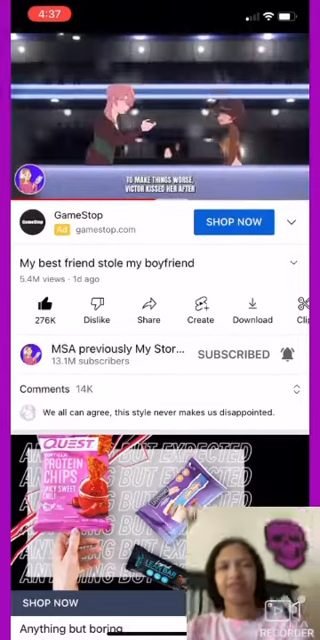 4:37
TO MAKE THINGS WORSE,
VICTOR KISSED HER AFTER
GameStop
GameStop
Ad gamestop.com
SHOP NOW
My best friend stole my boyfriend
5.4M views · 1d ago
276K
Dislike
Share
Create
Download
Cli
MSA previously My Stor...
13.1M subscribers
SUBSCRIBED
Comments 14K
We all can agree, this style never makes us disappointed.
QUEST
PROTEIN
CHIPS
SHOP NOW
Anything but boring
RECORDER